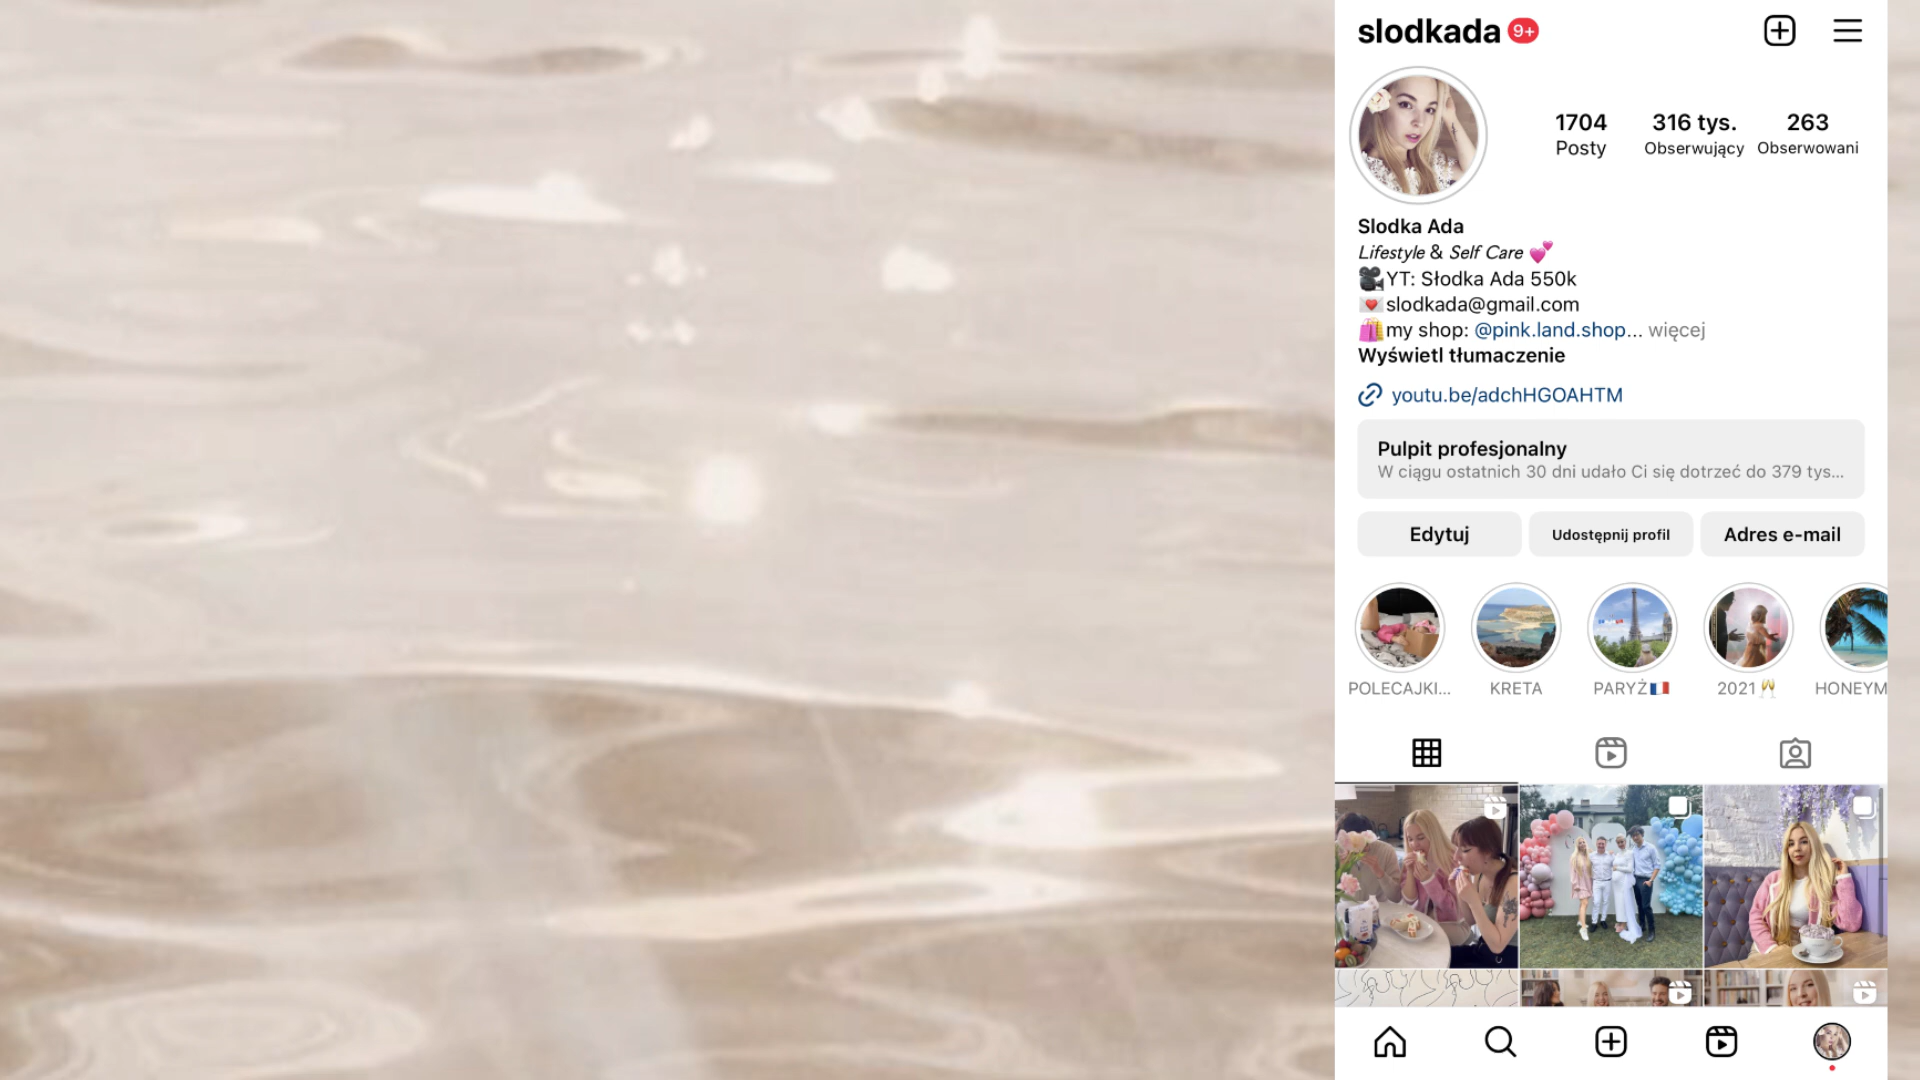 slodkada 9+
1704 316 tys. 263
Posty Obserwujący Obserwowani
Slodka Ada
Lifestyle & Self Care 💕
🎥YT: Słodka Ada 550k
💌slodkada@gmail.com
🛍️my shop: @pink.land.shop... więcej
Wyświetl tłumaczenie
youtu.be/adchHGOAHTM
Pulpit profesjonalny
W ciągu ostatnich 30 dni udało Ci się dotrzeć do 379 tys...
Edytuj Udostępnij profil Adres e-mail
POLECAJKI... KRETA PARYŻ🇫🇷 2021🥂 HONEYM